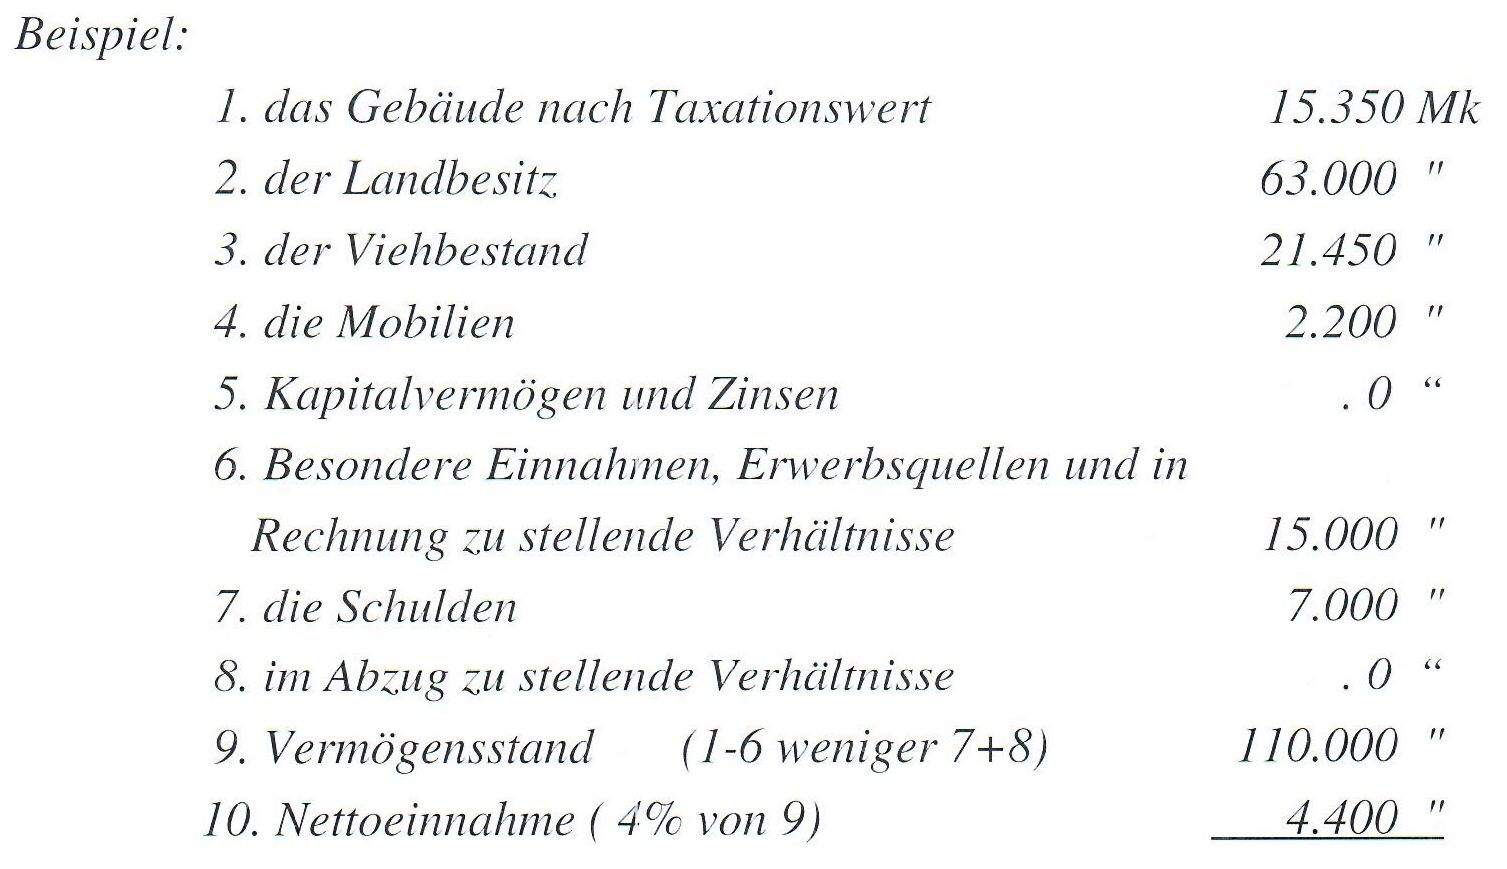 Beispiel:
1. das Gebäude nach Taxationswert 15.350 Mk
2. der Landbesitz 63.000 "
3. der Viehbestand 21.450 "
4. die Mobilien 2.200 "
5. Kapitalvermögen und Zinsen . 0 “
6. Besondere Einnahmen, Erwerbsquellen und in
Rechnung zu stellende Verhältnisse 15.000 "
7. die Schulden 7.000 "
8. im Abzug zu stellende Verhältnisse . 0 “
9. Vermögensstand (1-6 weniger 7+8) 110.000 "
10. Nettoeinnahme ( 4% von 9) 4.400 "